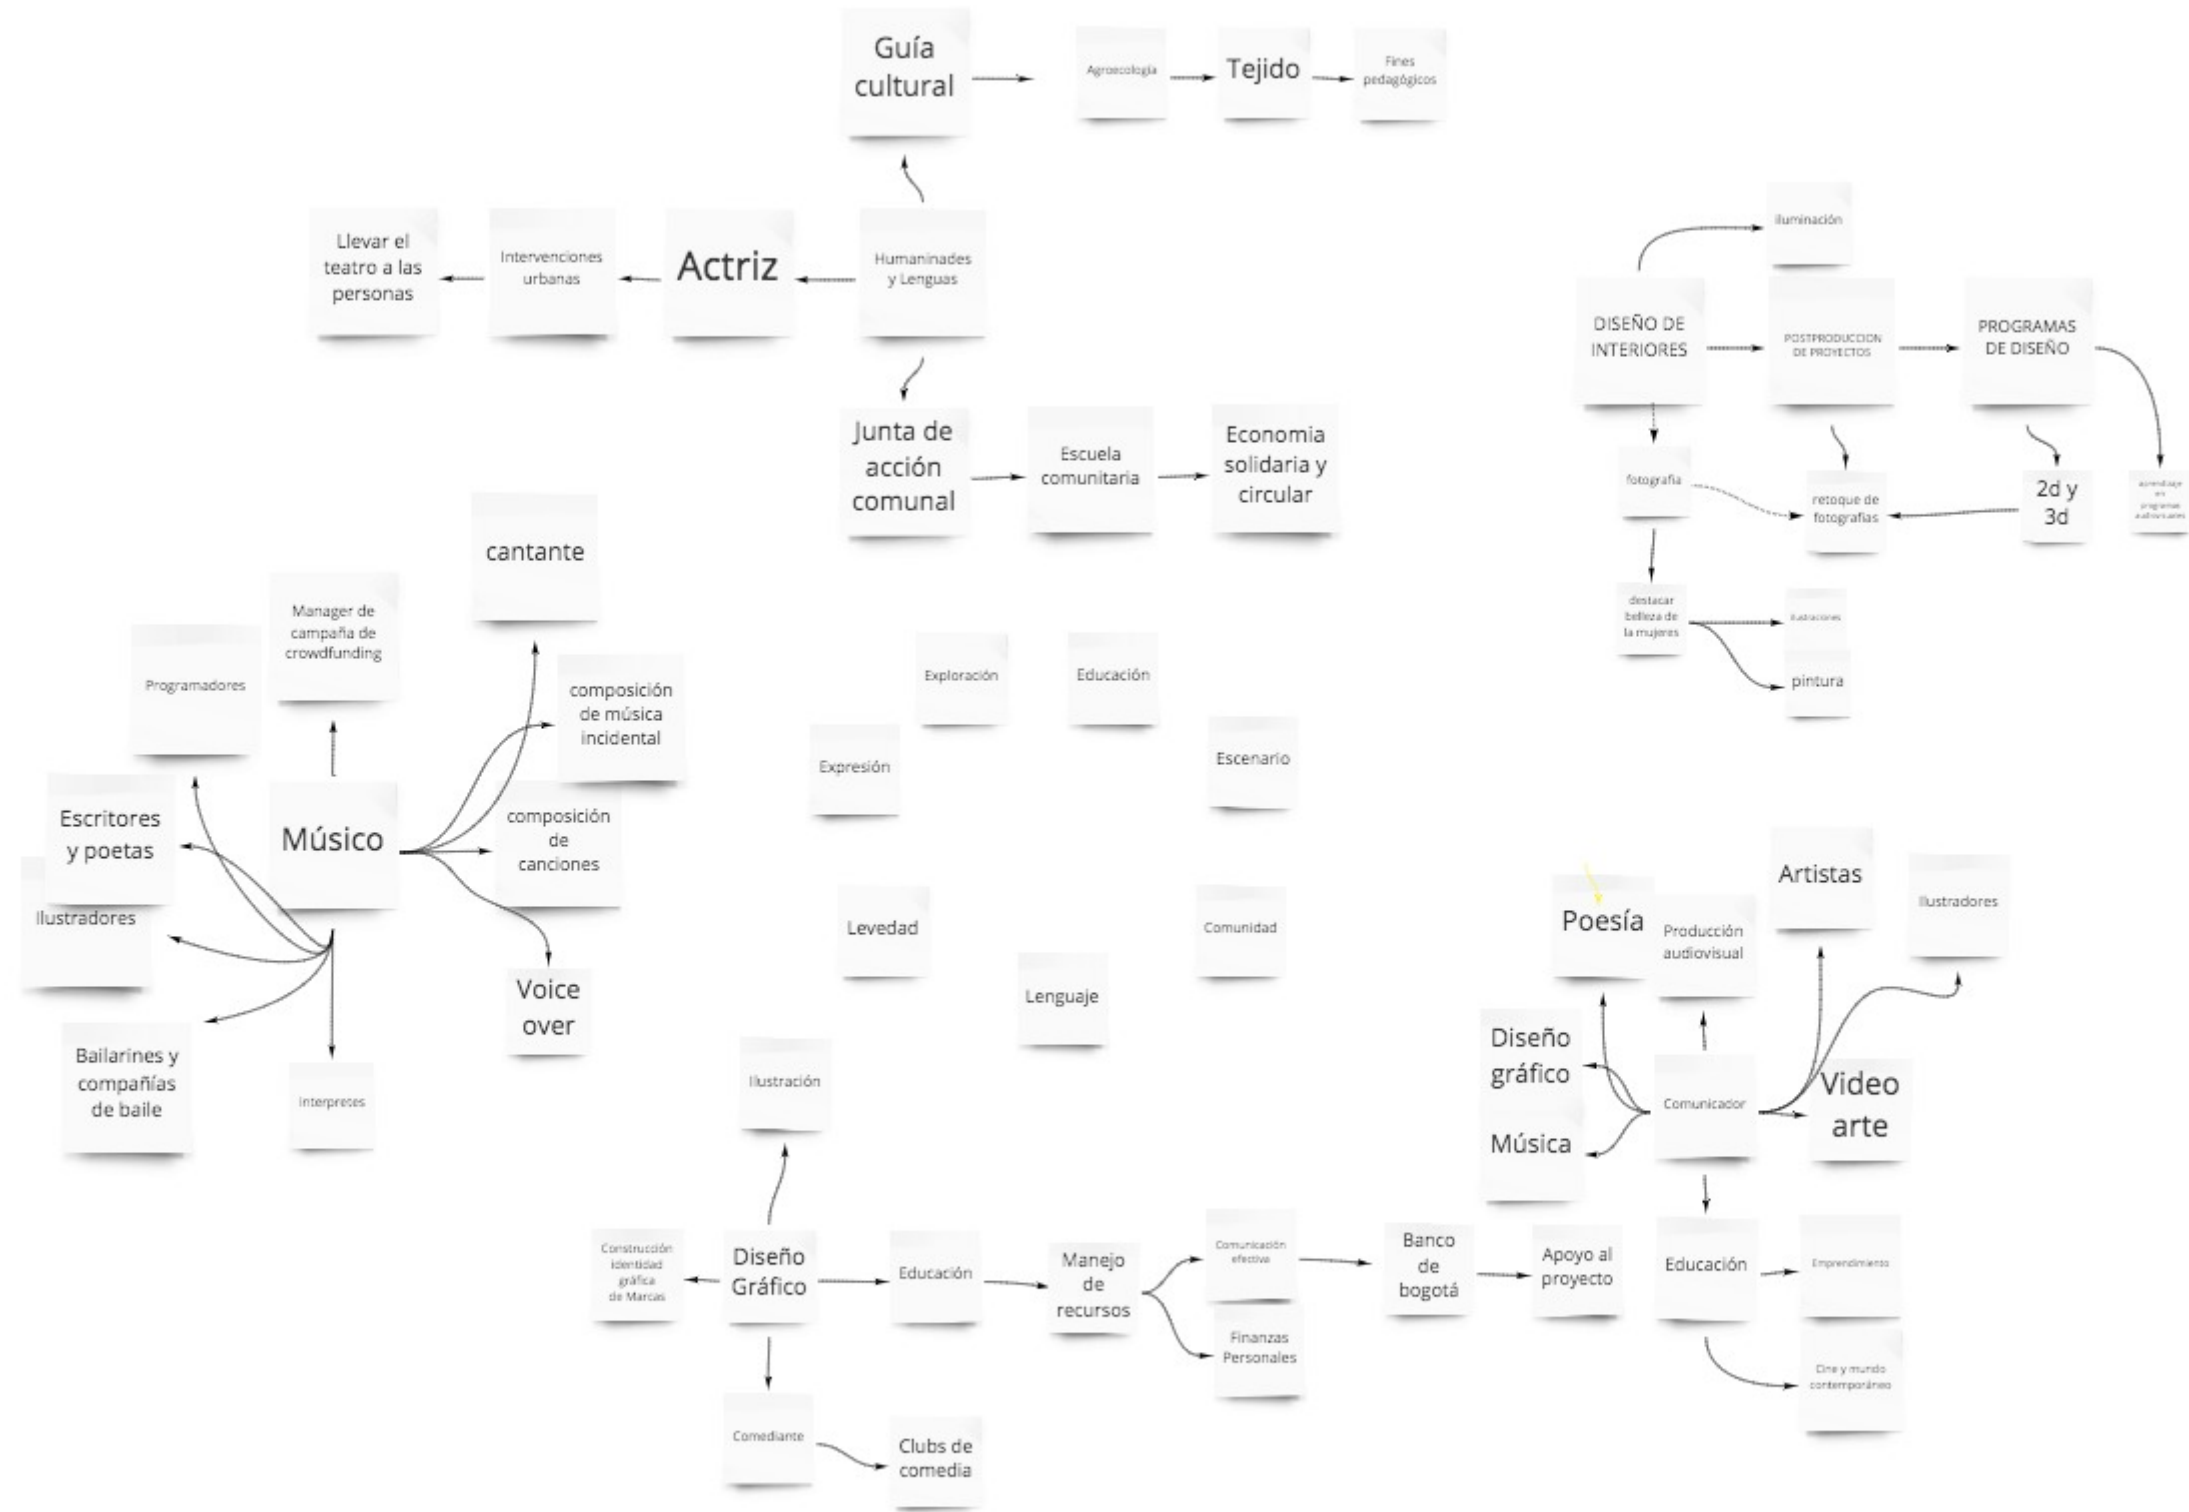 Guía
cultural
Agroecología
Tejido
Fines
pedagógicos
Llevar el
teatro a las
personas
Intervenciones
urbanas
Actriz
Humaninades
y Lenguas
Junta de
acción
comunal
Escuela
comunitaria
Economia
solidaria y
circular
iluminación
DISEÑO DE
INTERIORES
POSTPRODUCCION
DE PROYECTOS
PROGRAMAS
DE DISEÑO
fotografia
retoque de
fotografias
2d y
3d
aprendizaje
en
programas
audiovisuales
destacar
belleza de
la mujeres
ilustraciones
pintura
cantante
Manager de
campaña de
crowdfunding
Programadores
composición
de música
incidental
Escritores
y poetas
Músico
composición
de
canciones
Ilustradores
Voice
over
Bailarines y
compañías
de baile
Interpretes
Exploración
Educación
Expresión
Escenario
Levedad
Comunidad
Lenguaje
Artistas
Ilustradores
Poesía
Producción
audiovisual
Diseño
gráfico
Comunicador
Video
arte
Música
Educación
Emprendimiento
Cine y mundo
contemporáneo
Ilustración
Construcción
identidad
gráfica
de Marcas
Diseño
Gráfico
Educación
Manejo
de
recursos
Comunicación
efectiva
Banco
de
bogotá
Apoyo al
proyecto
Finanzas
Personales
Comediante
Clubs de
comedia